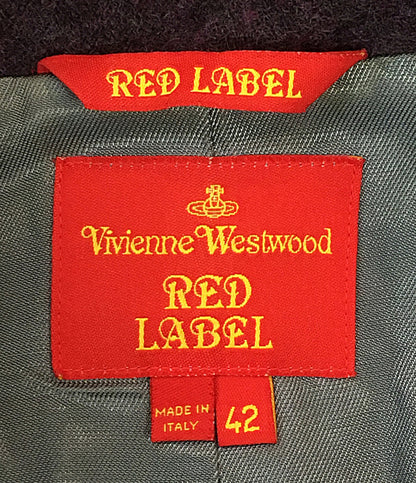 RED LABEL
Vivienne Westwood
RED
LABEL
MADE IN
ITALY
42